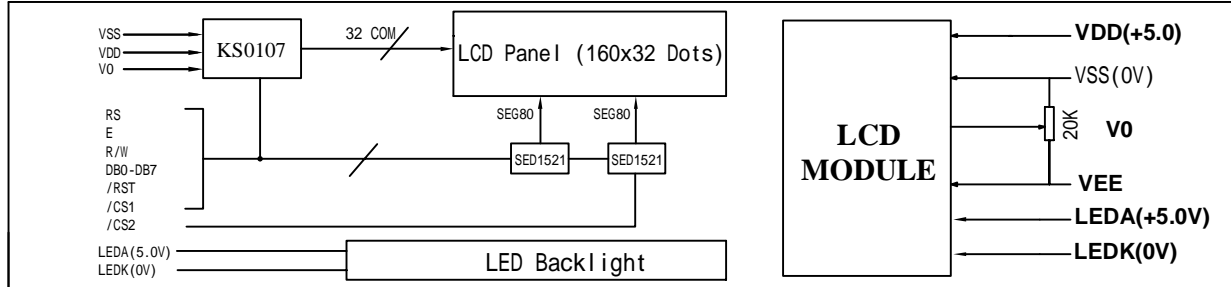 VSS
VDD
V0
KS0107
32 COM
LCD Panel (160x32 Dots)
SEG80
SEG80
RS
E
R/W
DB0-DB7
/RST
/CS1
/CS2
SED1521
SED1521
LEDA(5.0V)
LEDK(0V)
LED Backlight
LCD
MODULE
VDD(+5.0)
VSS(0V)
20K
V0
VEE
LEDA(+5.0V)
LEDK(0V)